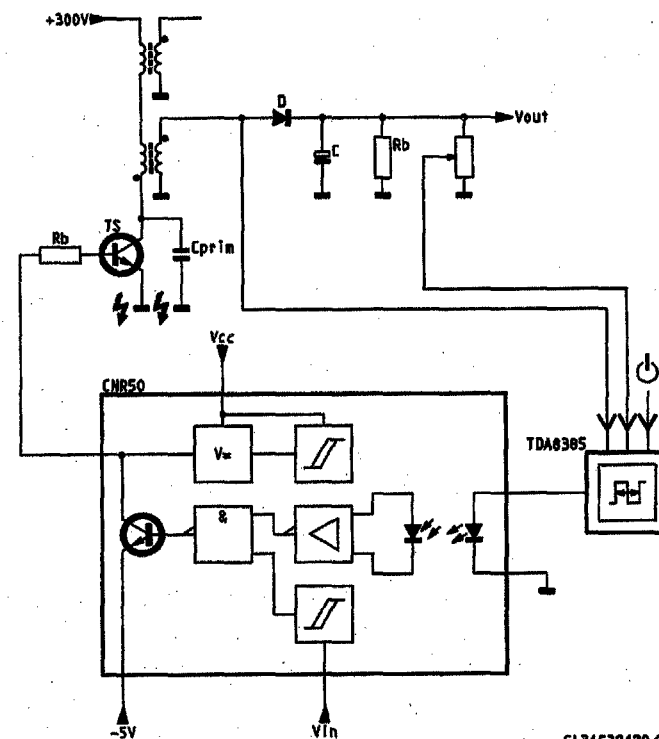 +300V
D
Vout
C
Rb
TS
Rb
Cprim
Vcc
CNR50
TDA8385
V*
&
-5V
Vin